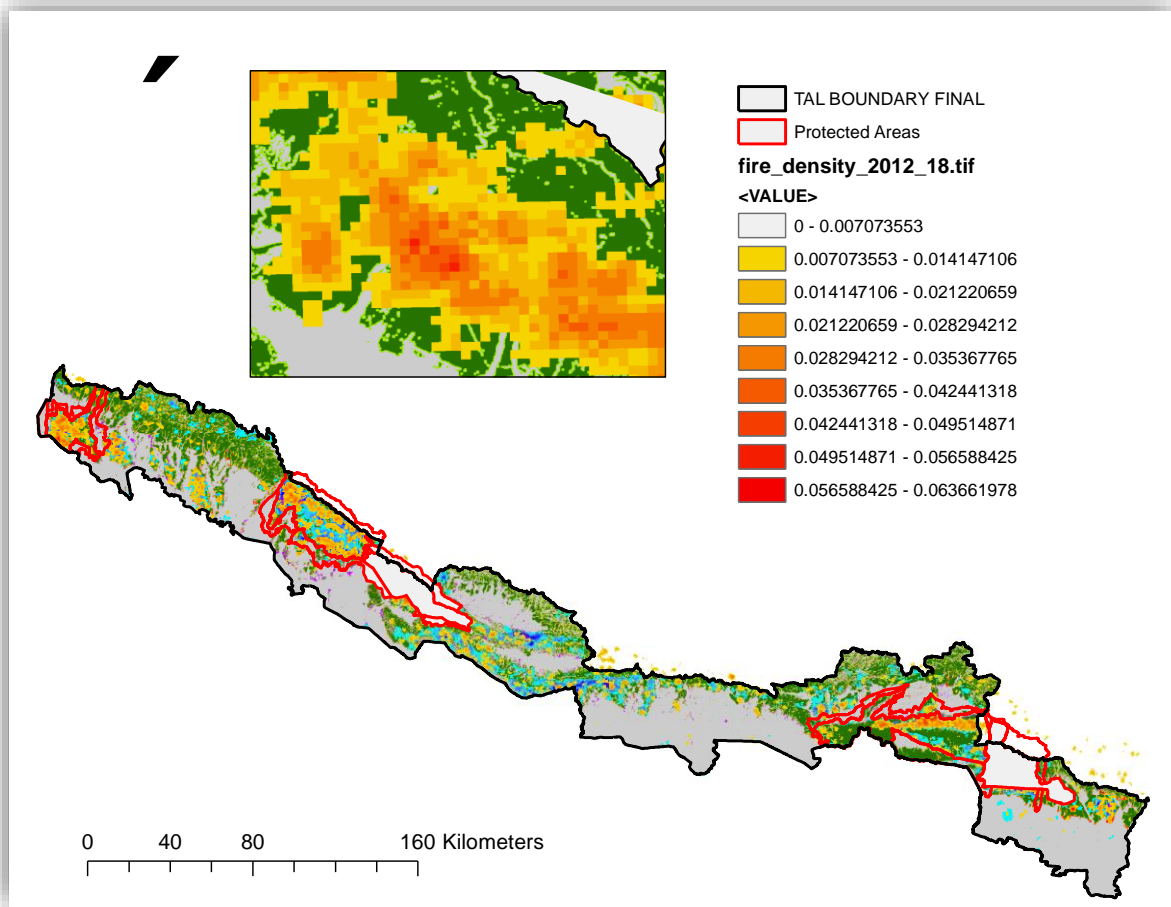 TAL BOUNDARY FINAL
Protected Areas
fire_density_2012_18.tif
<VALUE>
0 - 0.007073553
0.007073553 - 0.014147106
0.014147106 - 0.021220659
0.021220659 - 0.028294212
0.028294212 - 0.035367765
0.035367765 - 0.042441318
0.042441318 - 0.049514871
0.049514871 - 0.056588425
0.056588425 - 0.063661978
0 40 80 160 Kilometers